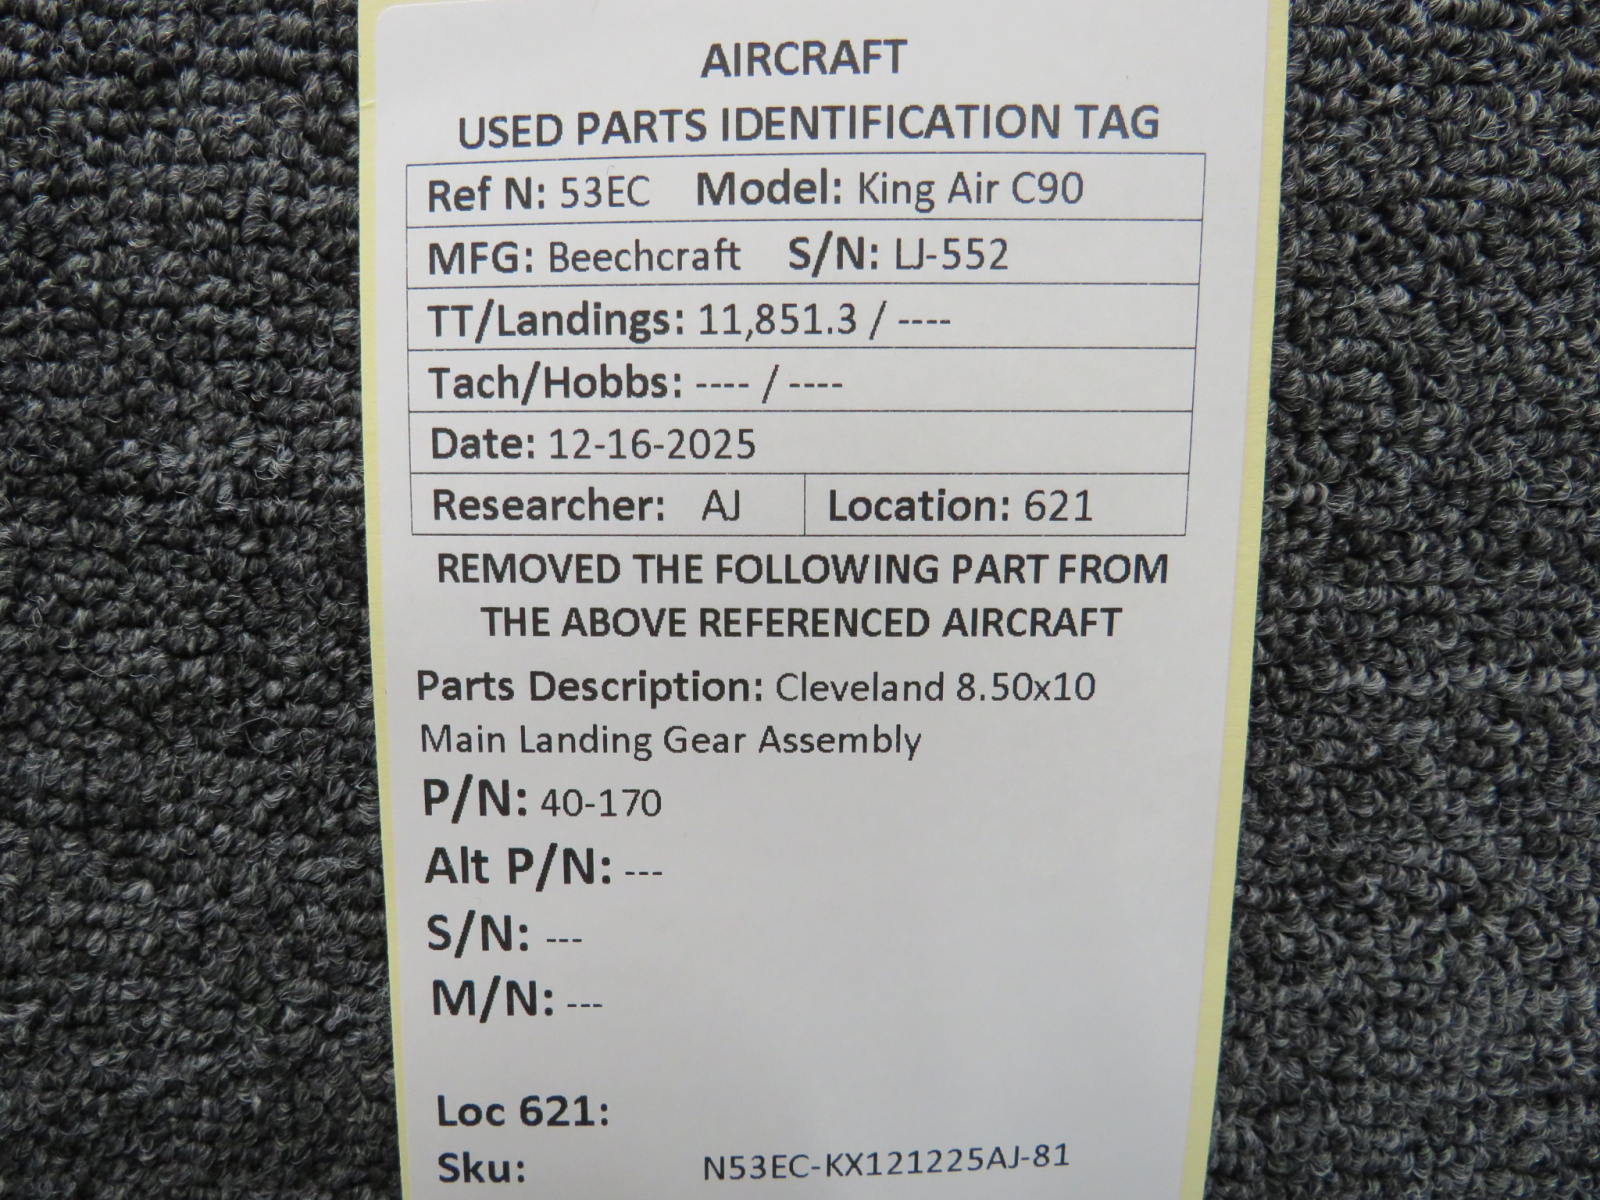 AIRCRAFT
USED PARTS IDENTIFICATION TAG
Ref N: 53EC Model: King Air C90
MFG: Beechcraft S/N: LJ-552
TT/Landings: 11,851.3 / ----
Tach/Hobbs: ---- / ----
Date: 12-16-2025
Researcher: AJ Location: 621
REMOVED THE FOLLOWING PART FROM
THE ABOVE REFERENCED AIRCRAFT
Parts Description: Cleveland 8.50x10
Main Landing Gear Assembly
P/N: 40-170
Alt P/N: ---
S/N: ---
M/N: ---
Loc 621:
Sku: N53EC-KX121225AJ-81